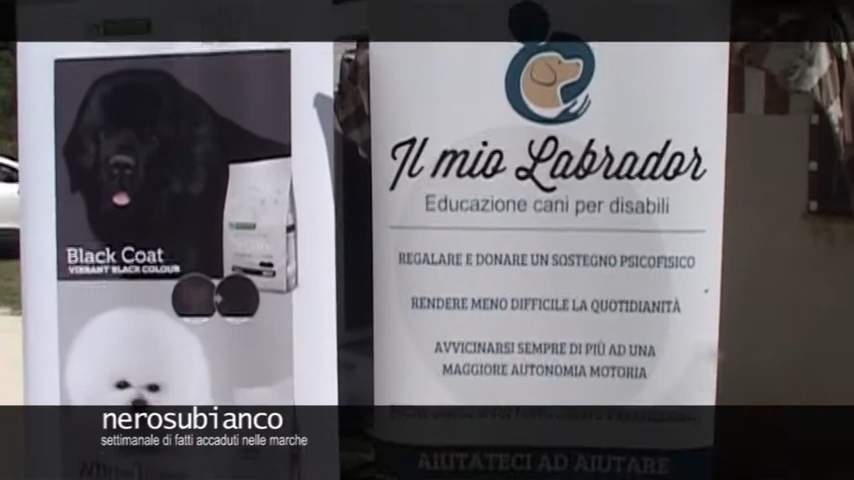 Black Coat
VIBRANT BLACK COLOUR
Il mio Labrador
Educazione cani per disabili
REGALARE E DONARE UN SOSTEGNO PSICOFISICO
RENDERE MENO DIFFICILE LA QUOTIDIANITÀ
AVVICINARSI SEMPRE DI PIÙ AD UNA
MAGGIORE AUTONOMIA MOTORIA
AIUTATECI AD AIUTARE
nerosubianco
settimanale di fatti accaduti nelle marche